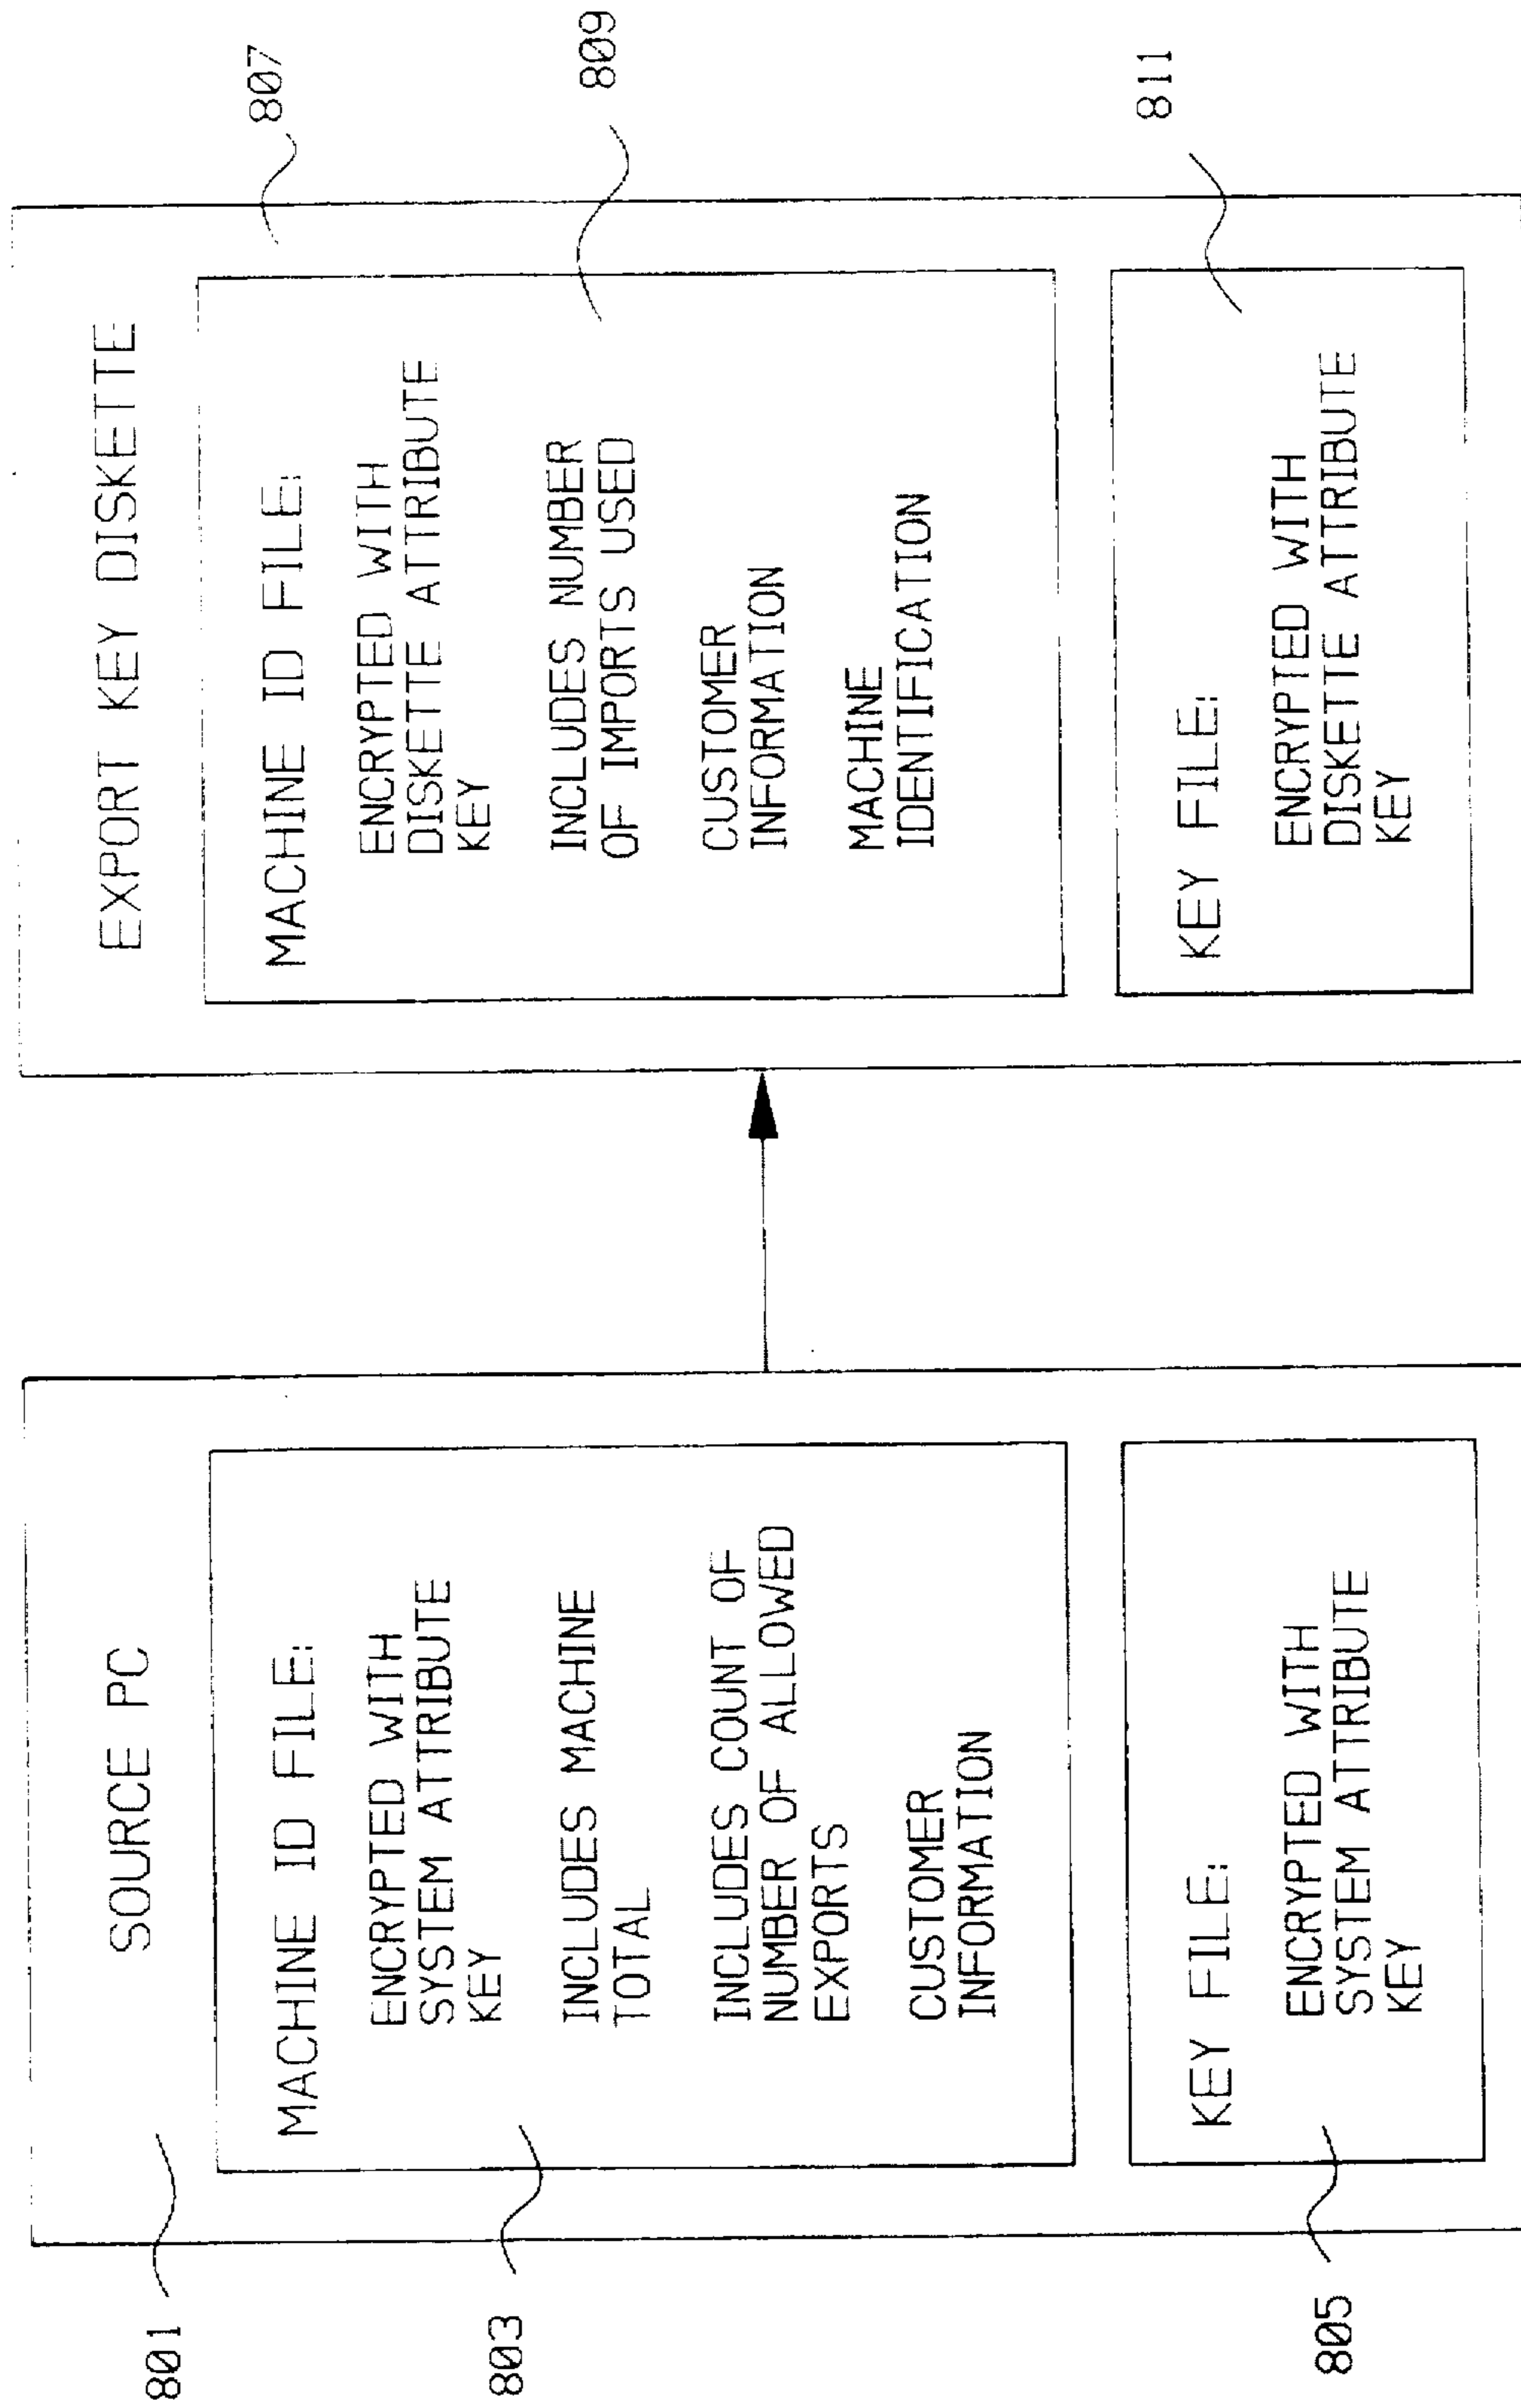 801
SOURCE PC
803
MACHINE ID FILE:
ENCRYPTED WITH
SYSTEM ATTRIBUTE
KEY
INCLUDES MACHINE
TOTAL
INCLUDES COUNT OF
NUMBER OF ALLOWED
EXPORTS
CUSTOMER
INFORMATION
805
KEY FILE:
ENCRYPTED WITH
SYSTEM ATTRIBUTE
KEY
EXPORT KEY DISKETTE
807
MACHINE ID FILE:
ENCRYPTED WITH
DISKETTE ATTRIBUTE
KEY
INCLUDES NUMBER
OF IMPORTS USED
CUSTOMER
INFORMATION
MACHINE
IDENTIFICATION
809
KEY FILE:
ENCRYPTED WITH
DISKETTE ATTRIBUTE
KEY
811